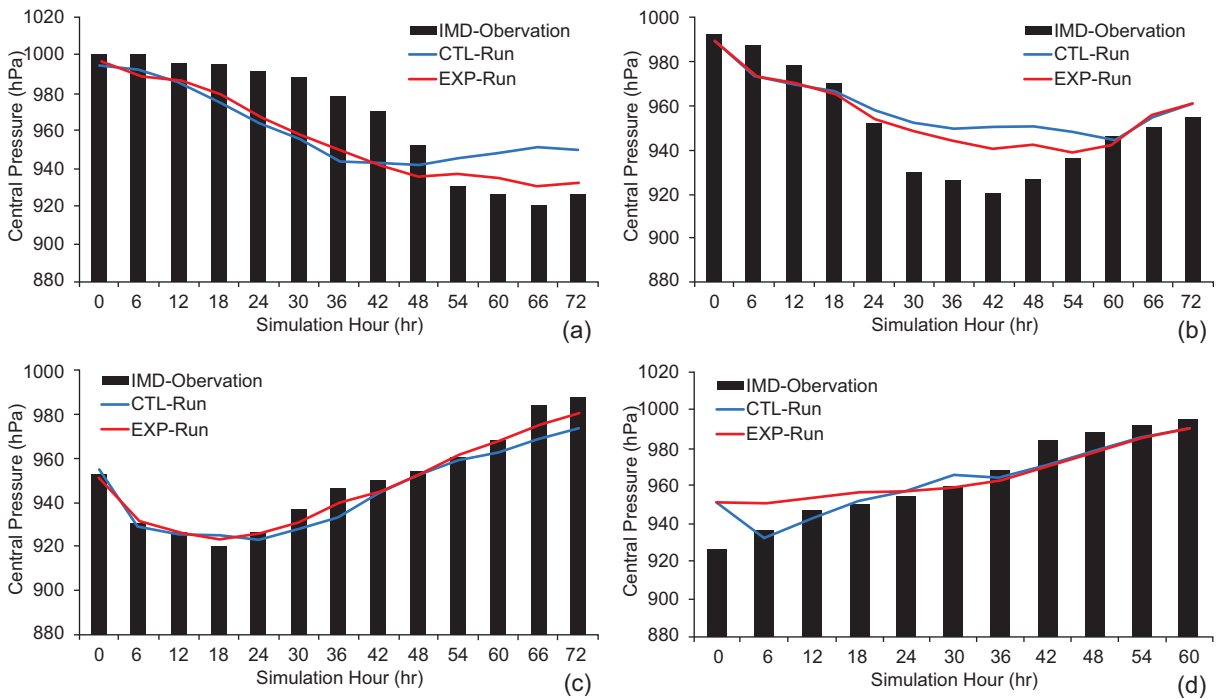 1020
1000
980
960
940
920
900
880
Central Pressure (hPa)
IMD-Obervation
CTL-Run
EXP-Run
0 6 12 18 24 30 36 42 48 54 60 66 72
Simulation Hour (hr)
(a)
1000
980
960
940
920
900
880
Central Pressure (hPa)
IMD-Obervation
CTL-Run
EXP-Run
0 6 12 18 24 30 36 42 48 54 60 66 72
Simulation Hour (hr)
(b)
1000
980
960
940
920
900
880
Central Pressure (hPa)
IMD-Obervation
CTL-Run
EXP-Run
0 6 12 18 24 30 36 42 48 54 60 66 72
Simulation Hour (hr)
(c)
1020
1000
980
960
940
920
900
880
Central Pressure (hPa)
IMD-Obervation
CTL-Run
EXP-Run
0 6 12 18 24 30 36 42 48 54 60
Simulation Hour (hr)
(d)